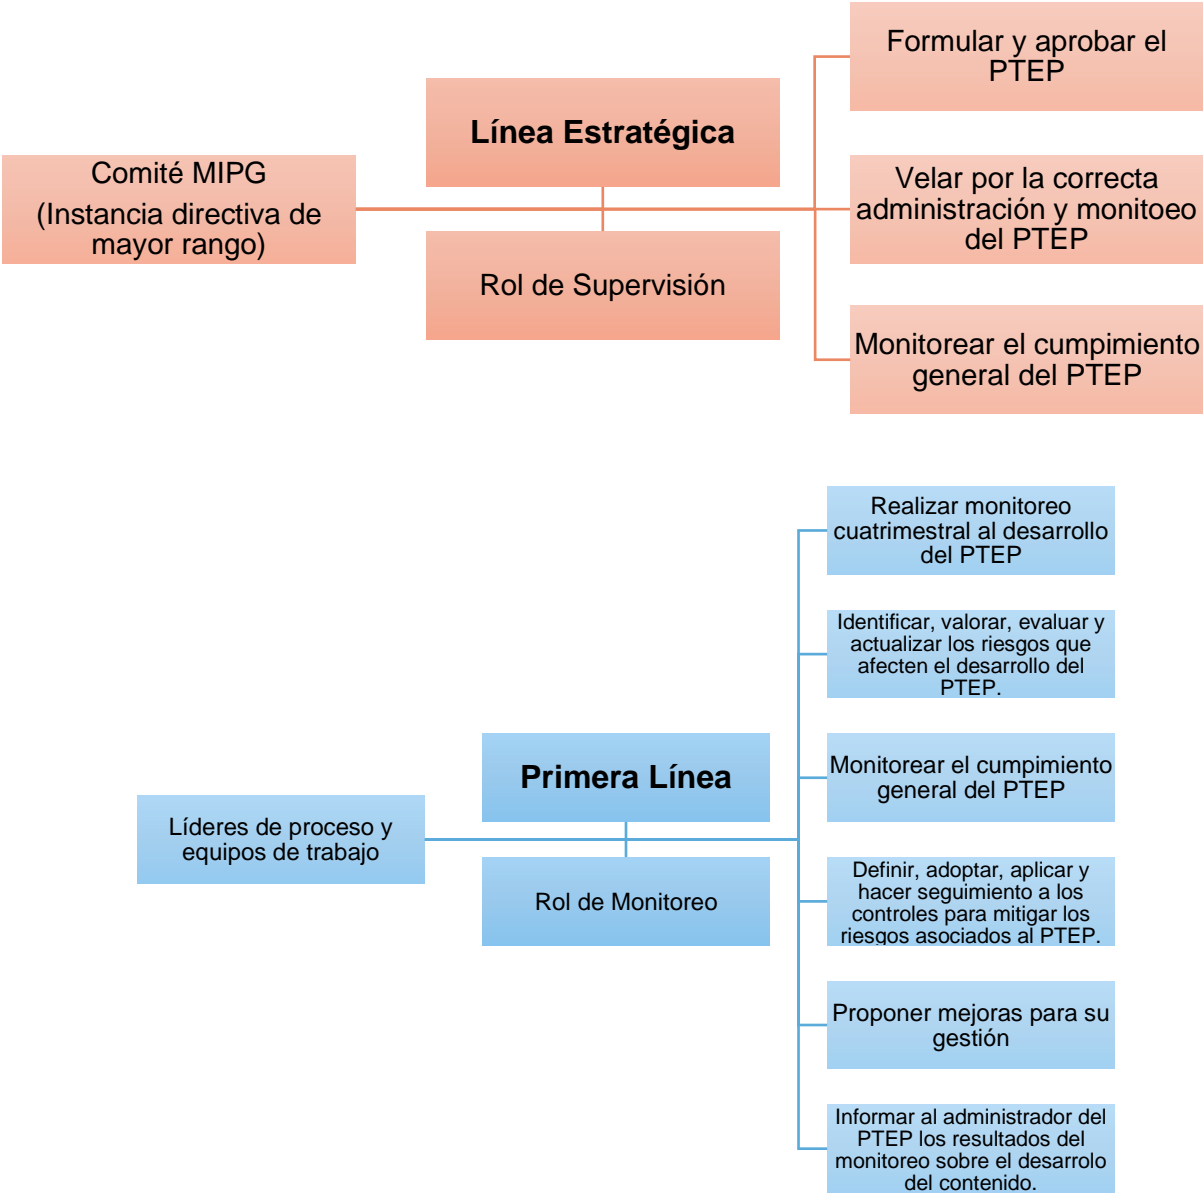 Formular y aprobar el
PTEP
Línea Estratégica
Comité MIPG
(Instancia directiva de
mayor rango)
Velar por la correcta
administración y monitoeo
del PTEP
Rol de Supervisión
Monitorear el cumpimiento
general del PTEP
Realizar monitoreo
cuatrimestral al desarrollo
del PTEP
Identificar, valorar, evaluar y
actualizar los riesgos que
afecten el desarrollo del
PTEP.
Primera Línea
Monitorear el cumpimiento
general del PTEP
Líderes de proceso y
equipos de trabajo
Rol de Monitoreo
Definir, adoptar, aplicar y
hacer seguimiento a los
controles para mitigar los
riesgos asociados al PTEP.
Proponer mejoras para su
gestión
Informar al administrador del
PTEP los resultados del
monitoreo sobre el desarrolo
del contenido.